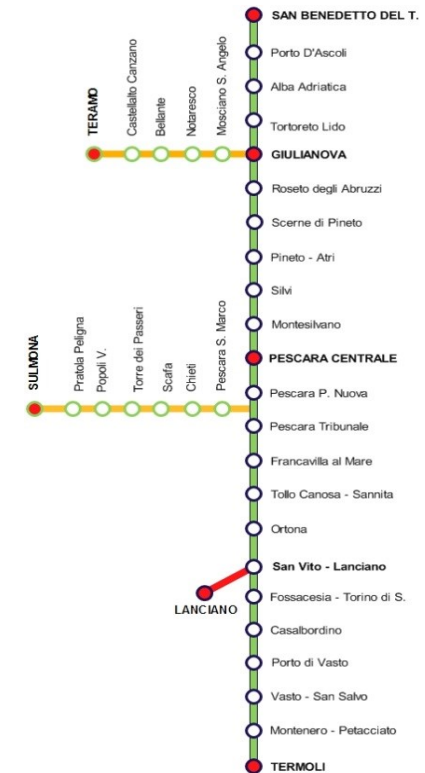 SAN BENEDETTO DEL T.
Porto D'Ascoli
Alba Adriatica
Tortoreto Lido
TERAMO
Castellalto Canzano
Bellante
Notaresco
Mosciano S. Angelo
GIULIANOVA
Roseto degli Abruzzi
Scerne di Pineto
Pineto - Atri
Silvi
Montesilvano
PESCARA CENTRALE
SULMONA
Pratola Peligna
Popoli V.
Torre dei Passeri
Scafa
Chieti
Pescara S. Marco
Pescara P. Nuova
Pescara Tribunale
Francavilla al Mare
Tollo Canosa - Sannita
Ortona
San Vito - Lanciano
LANCIANO
Fossacesia - Torino di S.
Casalbordino
Porto di Vasto
Vasto - San Salvo
Montenero - Petacciato
TERMOLI